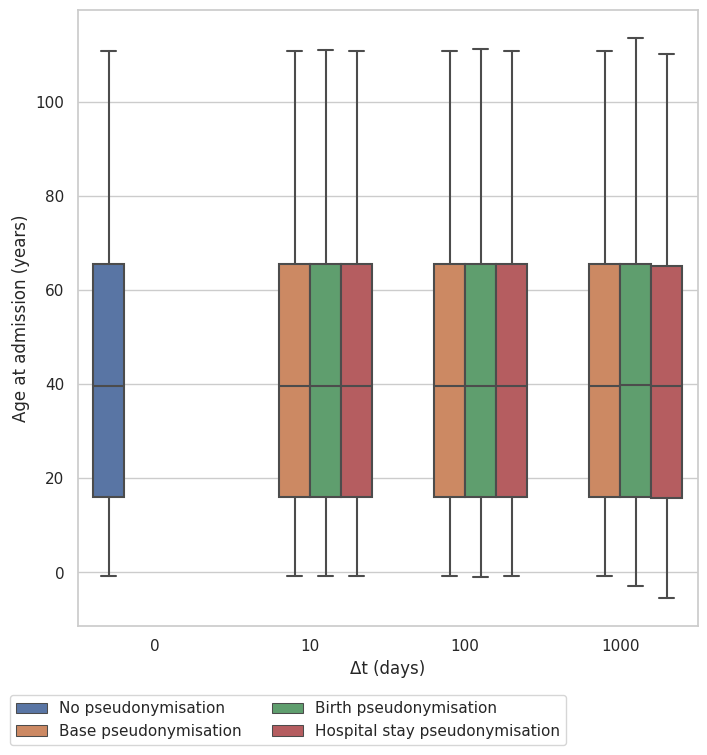 Age at admission (years)
100
80
60
40
20
0
0 10 100 1000
Δt (days)
No pseudonymisation
Base pseudonymisation
Birth pseudonymisation
Hospital stay pseudonymisation